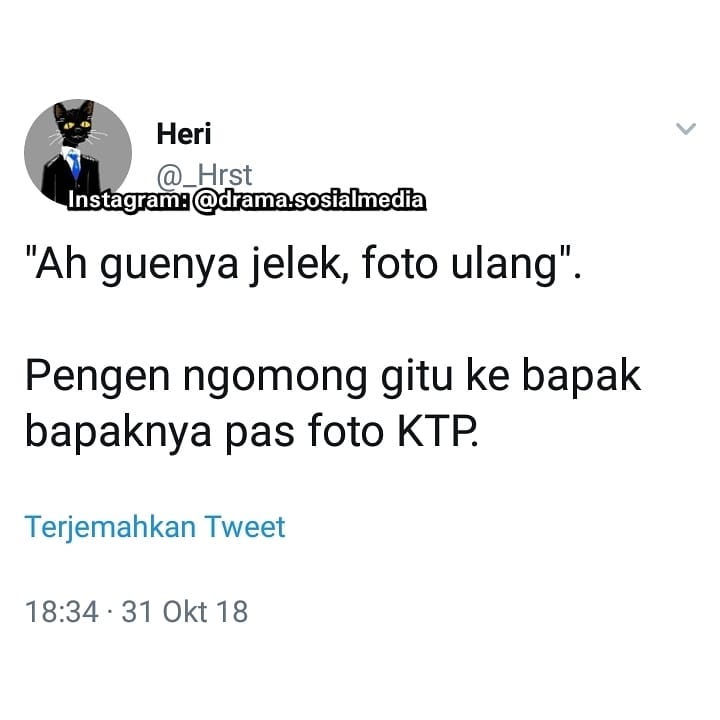 Heri
@_Hrst
Instagram: @drama.sosialmedia
"Ah guenya jelek, foto ulang".
Pengen ngomong gitu ke bapak
bapaknya pas foto KTP.
Terjemahkan Tweet
18:34 · 31 Okt 18